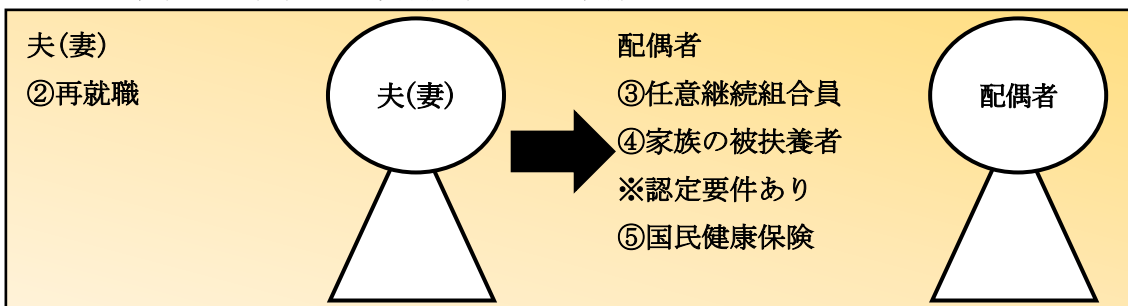 夫(妻)
②再就職
夫(妻)
配偶者
③任意継続組合員
④家族の被扶養者
※認定要件あり
⑤国民健康保険
配偶者